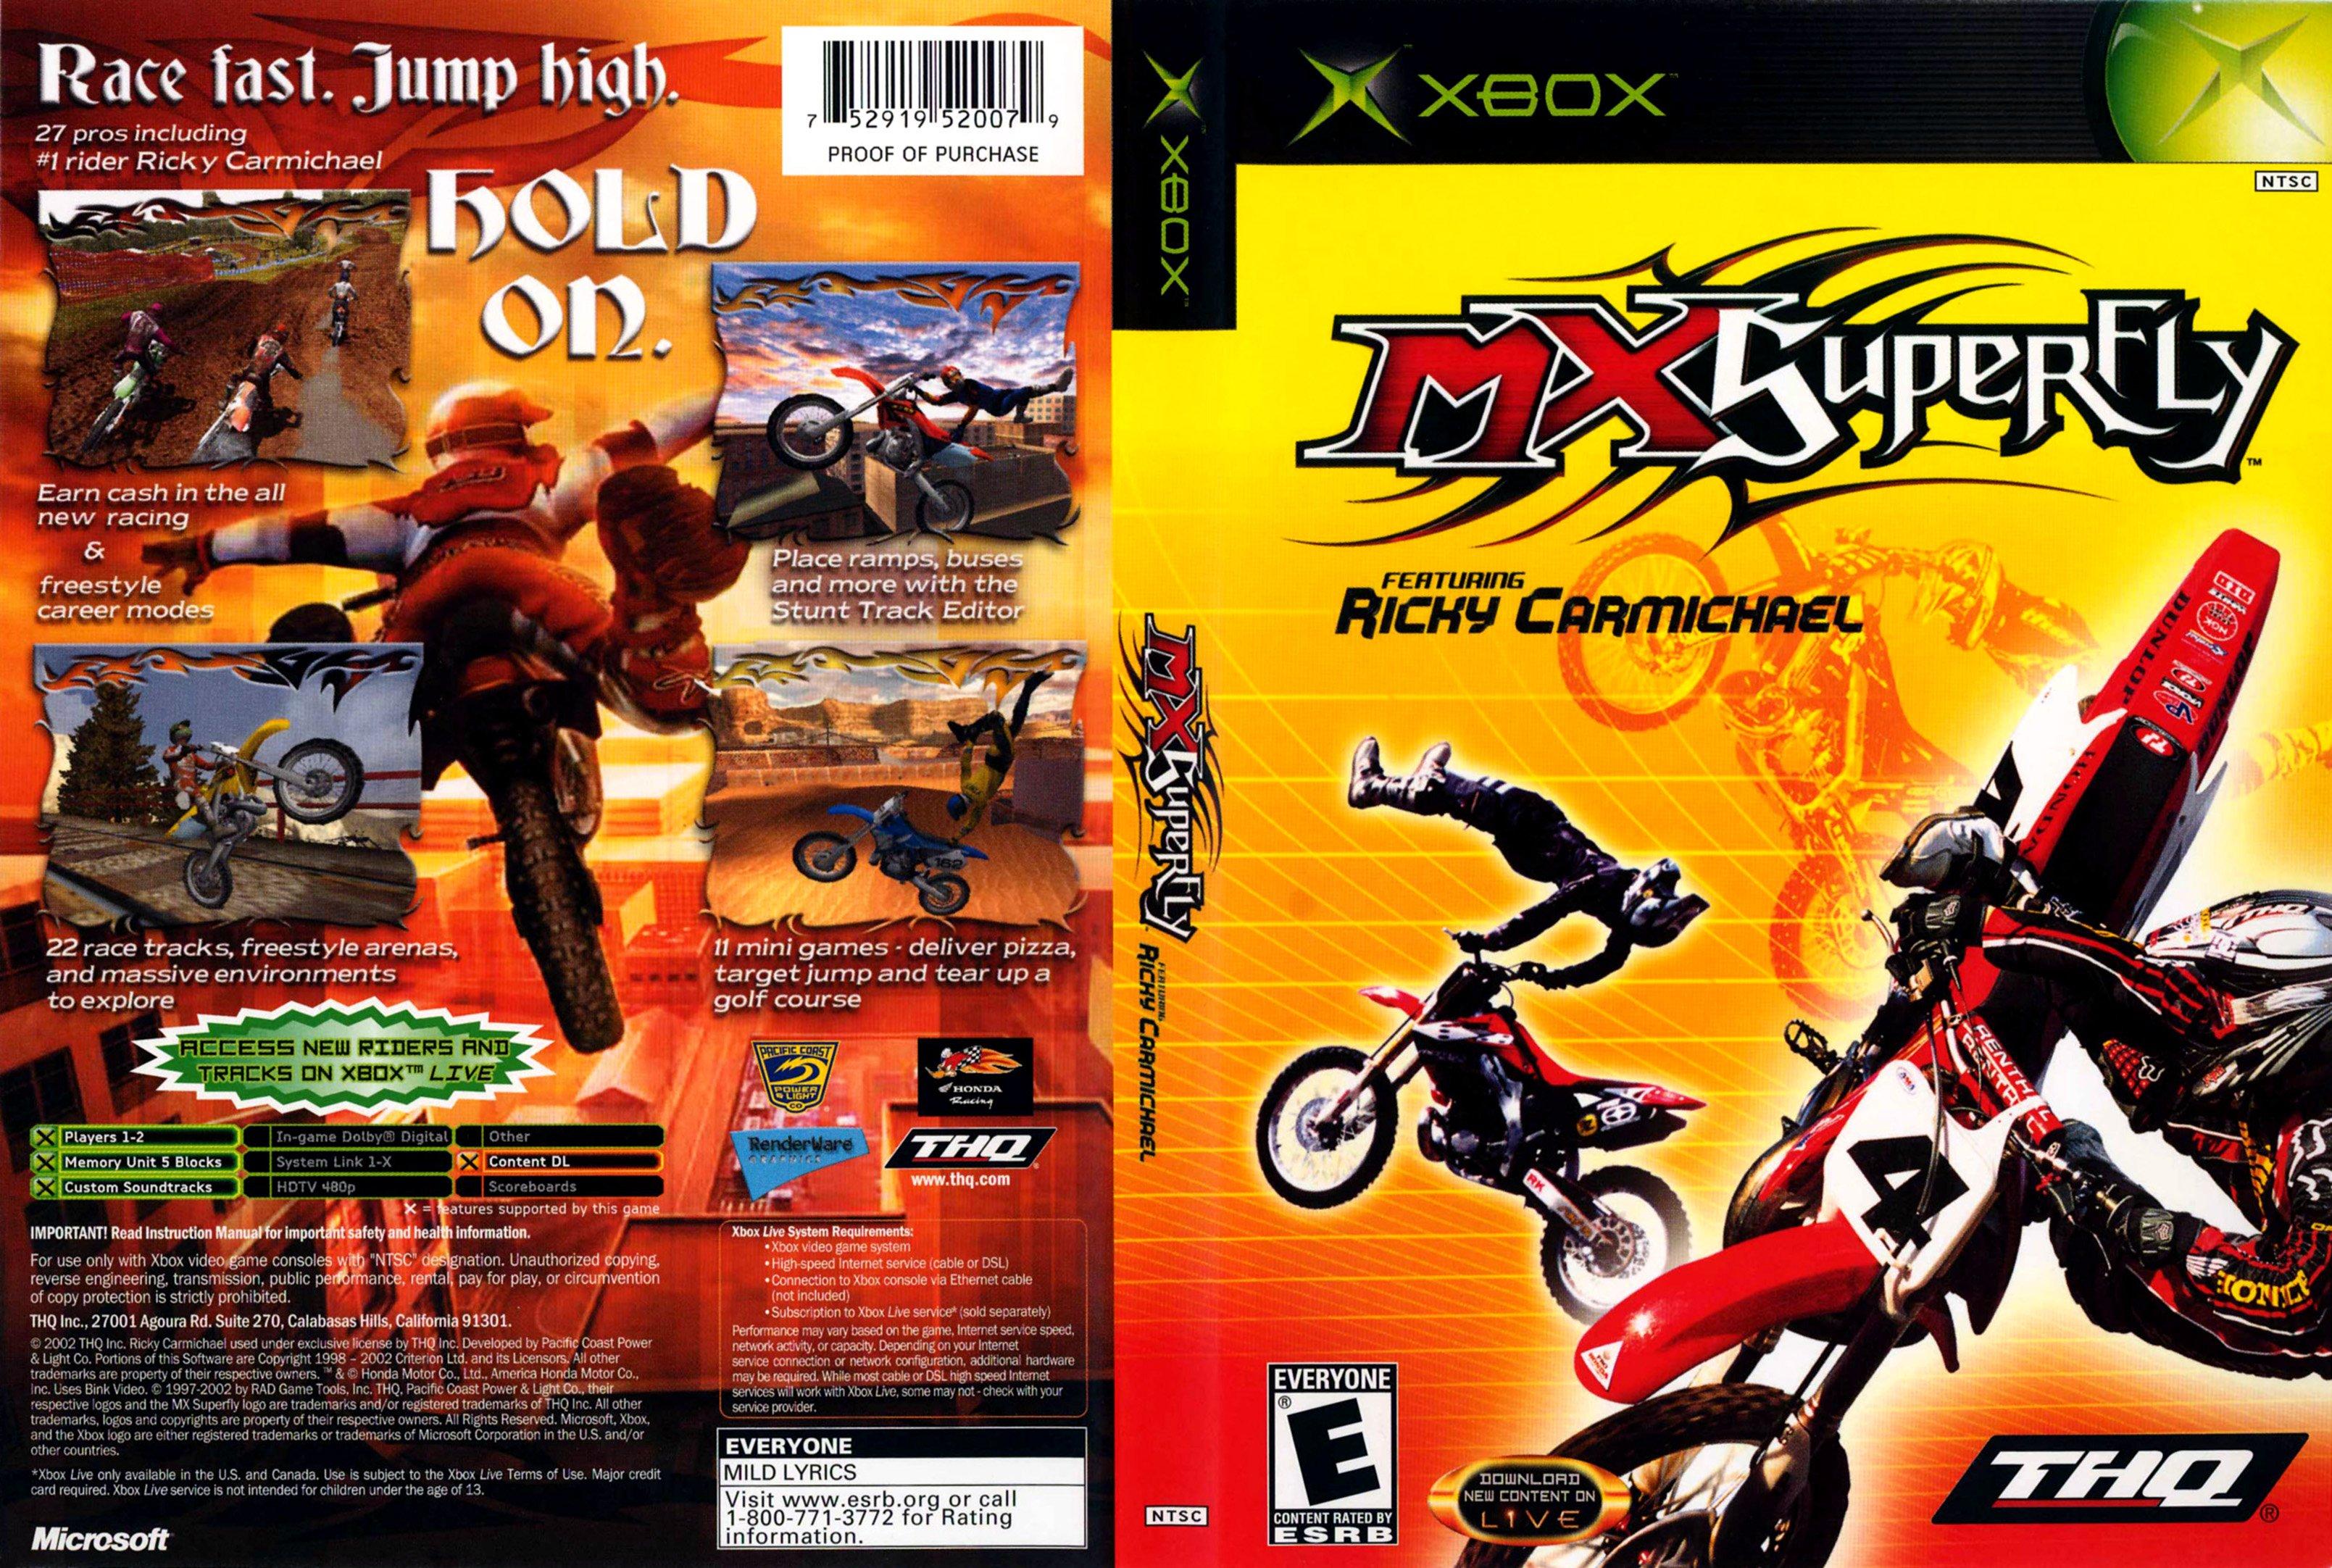 Race fast. Jump high.
27 pros including
#1 rider Ricky Carmichael
HOLD
ON.
7 52919 52007 9
PROOF OF PURCHASE
Earn cash in the all
new racing
&
freestyle
career modes
Place ramps, buses
and more with the
Stunt Track Editor
162
22 race tracks, freestyle arenas,
and massive environments
to explore
11 mini games - deliver pizza,
target jump and tear up a
golf course
ACCESS NEW RIDERS AND
TRACKS ON XBOX™ LIVE
PACIFIC COAST
POWER
& LIGHT
CO
HONDA
Racing
RenderWare
GRAPHICS
THQ®
www.thq.com
Players 1-2
In-game Dolby® Digital
Other
Memory Unit 5 Blocks
System Link 1-X
Content DL
Custom Soundtracks
HDTV 480p
Scoreboards
X = features supported by this game
IMPORTANT! Read Instruction Manual for important safety and health information.
For use only with Xbox video game consoles with "NTSC" designation. Unauthorized copying,
reverse engineering, transmission, public performance, rental, pay for play, or circumvention
of copy protection is strictly prohibited.
THQ Inc., 27001 Agoura Rd. Suite 270, Calabasas Hills, California 91301.
© 2002 THQ Inc. Ricky Carmichael used under exclusive license by THQ Inc. Developed by Pacific Coast Power
& Light Co. Portions of this Software are Copyright 1998 – 2002 Criterion Ltd. and its Licensors. All other
trademarks are property of their respective owners. ™ & © Honda Motor Co., Ltd., America Honda Motor Co.,
Inc. Uses Bink Video. © 1997-2002 by RAD Game Tools, Inc. THQ, Pacific Coast Power & Light Co., their
respective logos and the MX Superfly logo are trademarks and/or registered trademarks of THQ Inc. All other
trademarks, logos and copyrights are property of their respective owners. All Rights Reserved. Microsoft, Xbox,
and the Xbox logo are either registered trademarks or trademarks of Microsoft Corporation in the U.S. and/or
other countries.
*Xbox Live only available in the U.S. and Canada. Use is subject to the Xbox Live Terms of Use. Major credit
card required. Xbox Live service is not intended for children under the age of 13.
Microsoft
Xbox Live System Requirements:
• Xbox video game system
• High-speed Internet service (cable or DSL)
• Connection to Xbox console via Ethernet cable
(not included)
• Subscription to Xbox Live service* (sold separately)
Performance may vary based on the game, Internet service speed,
network activity, or capacity. Depending on your Internet
service connection or network configuration, additional hardware
may be required. While most cable or DSL high speed Internet
services will work with Xbox Live, some may not - check with your
service provider.
EVERYONE
MILD LYRICS
Visit www.esrb.org or call
1-800-771-3772 for Rating
information.
XBOX™
MX SuperFly
FEATURING
RICKY CARMICHAEL
NTSC
XBOX™
NTSC
MX SuperFly™
FEATURING
RICKY CARMICHAEL
DUNLOP
RENTHAL
4
RK
THQ
HONDA
EVERYONE
®
E
CONTENT RATED BY
ESRB
DOWNLOAD
NEW CONTENT ON
LIVE
THQ®